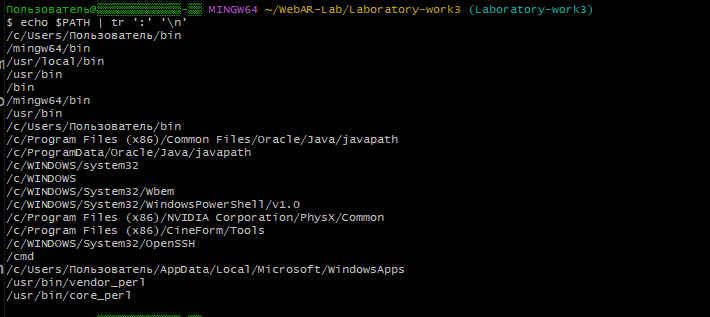 Пользователь@ MINGW64 ~/WebAR-Lab/Laboratory-work3 (Laboratory-work3)
$ echo $PATH | tr ':' '\n'
/c/Users/Пользователь/bin
/mingw64/bin
/usr/local/bin
/usr/bin
/bin
/mingw64/bin
/usr/bin
/c/Users/Пользователь/bin
/c/Program Files (x86)/Common Files/Oracle/Java/javapath
/c/ProgramData/Oracle/Java/javapath
/c/WINDOWS/system32
/c/WINDOWS
/c/WINDOWS/System32/Wbem
/c/WINDOWS/System32/WindowsPowerShell/v1.0
/c/Program Files (x86)/NVIDIA Corporation/PhysX/Common
/c/Program Files (x86)/CineForm/Tools
/c/WINDOWS/System32/OpenSSH
/cmd
/c/Users/Пользователь/AppData/Local/Microsoft/WindowsApps
/usr/bin/vendor_perl
/usr/bin/core_perl